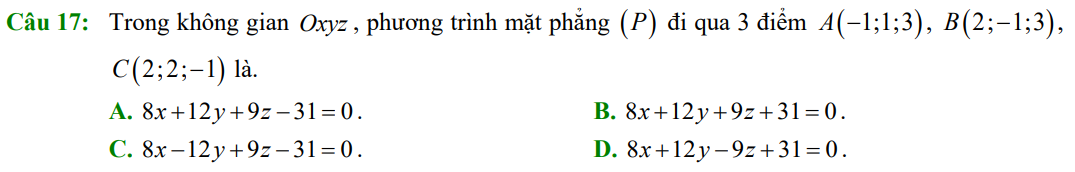 Câu 17: Trong không gian Oxyz, phương trình mặt phẳng (P) đi qua 3 điểm A(−1;1;3), B(2;−1;3),
C(2;2;−1) là.
A. 8x+12y+9z−31=0. B. 8x+12y+9z+31=0.
C. 8x−12y+9z−31=0. D. 8x+12y−9z+31=0.